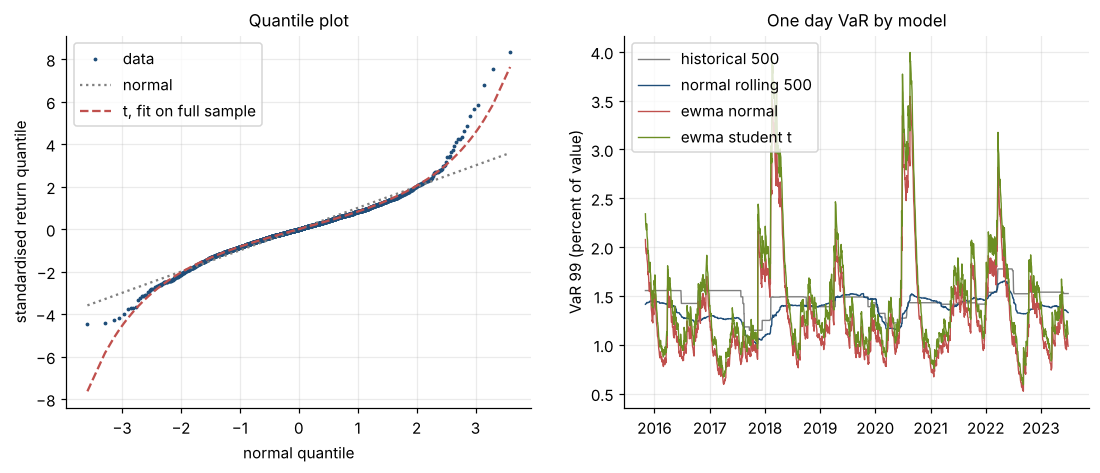 Quantile plot
data
normal
t, fit on full sample
standardised return quantile
8
6
4
2
0
−2
−4
−6
−8
−3
−2
−1
0
1
2
3
normal quantile
One day VaR by model
historical 500
normal rolling 500
ewma normal
ewma student t
VaR 99 (percent of value)
4.0
3.5
3.0
2.5
2.0
1.5
1.0
0.5
2016
2017
2018
2019
2020
2021
2022
2023